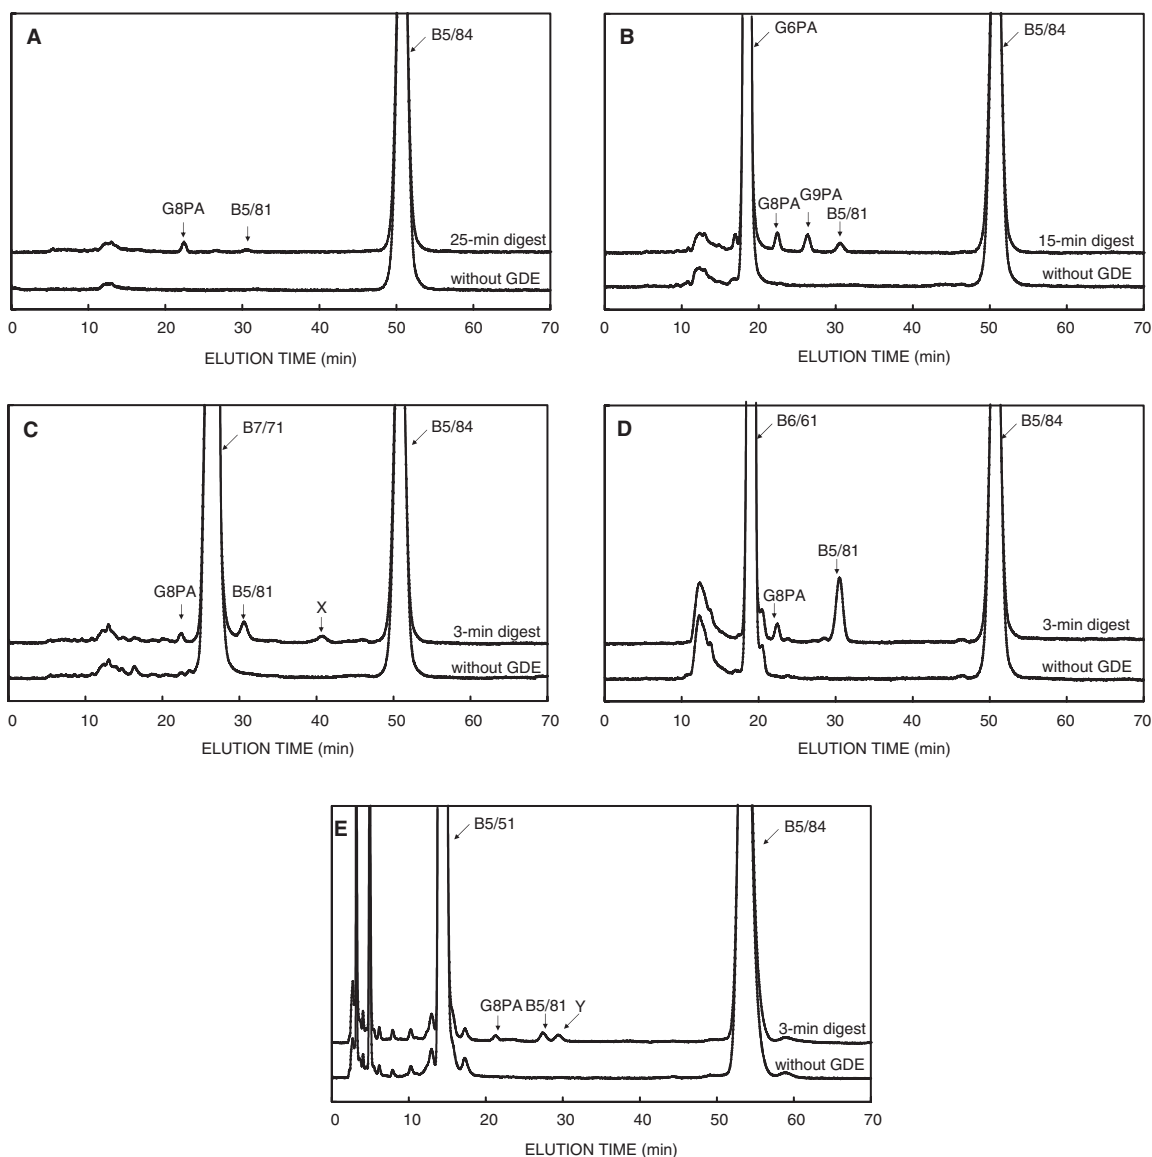 A
B5/84
G8PA
B5/81
25-min digest
without GDE
0 10 20 30 40 50 60 70
ELUTION TIME (min)
B
G6PA
B5/84
G8PA
G9PA
B5/81
15-min digest
without GDE
0 10 20 30 40 50 60 70
ELUTION TIME (min)
C
B7/71
B5/84
G8PA
B5/81
X
3-min digest
without GDE
0 10 20 30 40 50 60 70
ELUTION TIME (min)
D
B6/61
B5/84
B5/81
G8PA
3-min digest
without GDE
0 10 20 30 40 50 60 70
ELUTION TIME (min)
E
B5/51
B5/84
G8PA B5/81 Y
3-min digest
without GDE
0 10 20 30 40 50 60 70
ELUTION TIME (min)